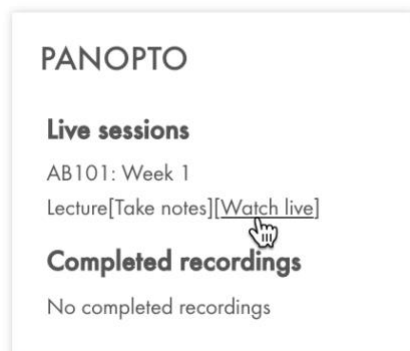 PANOPTO
Live sessions
AB101: Week 1
Lecture[Take notes][Watch live]
Completed recordings
No completed recordings